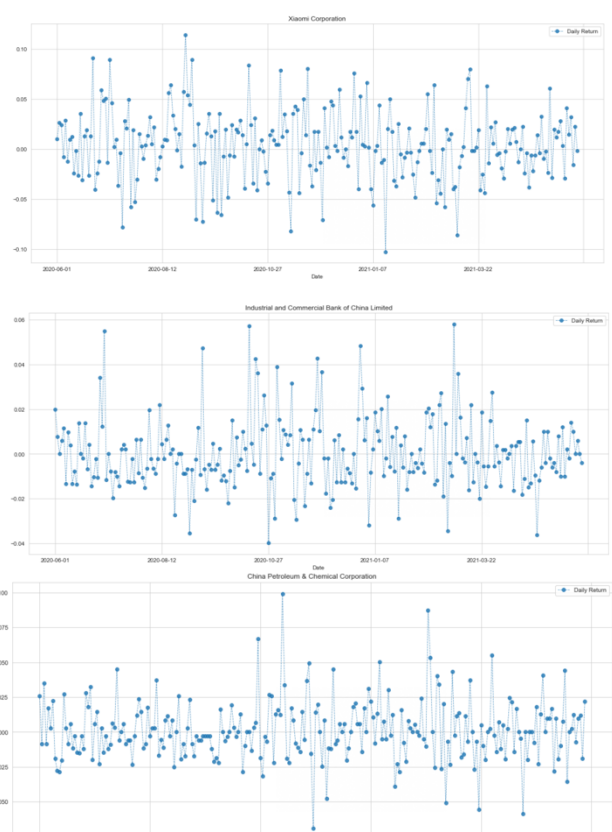 Xiaomi Corporation
Daily Return
0.10
0.05
0.00
-0.05
-0.10
2020-06-01 2020-08-12 2020-10-27 2021-01-07 2021-03-22
Date
Industrial and Commercial Bank of China Limited
Daily Return
0.06
0.04
0.02
0.00
-0.02
-0.04
2020-06-01 2020-08-12 2020-10-27 2021-01-07 2021-03-22
Date
China Petroleum & Chemical Corporation
Daily Return